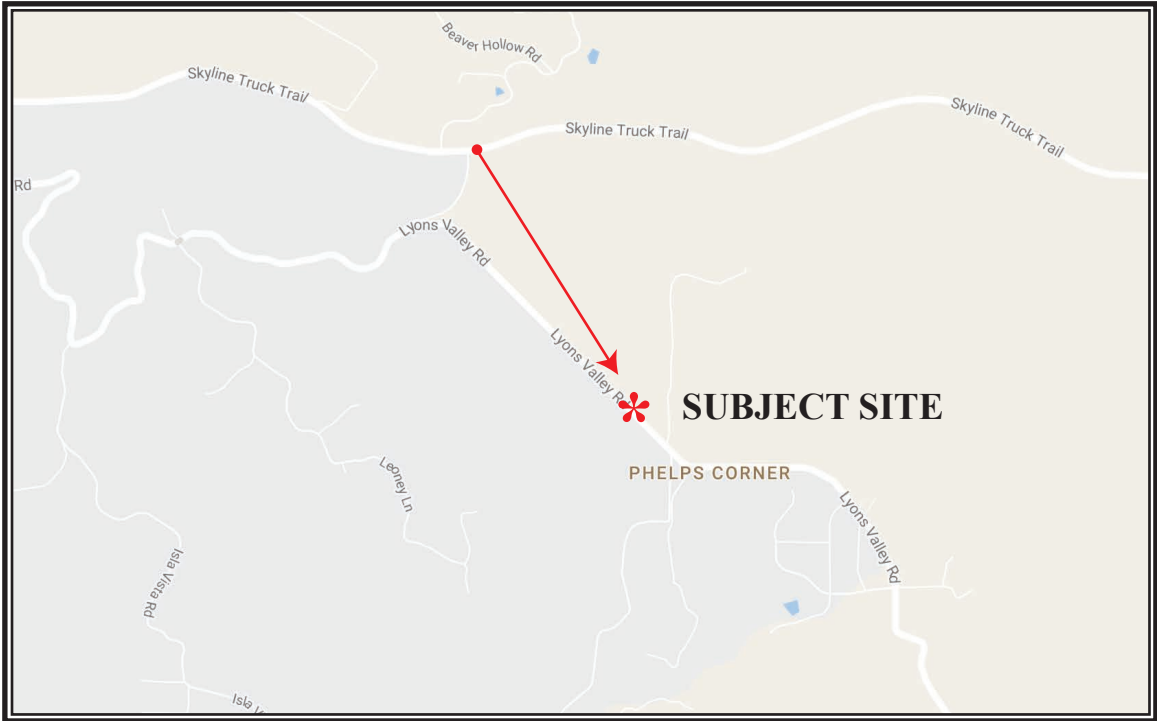 Beaver Hollow Rd
Skyline Truck Trail
Skyline Truck Trail
Skyline Truck Trail
Rd
Lyons Valley Rd
Lyons Valley Rd
SUBJECT SITE
PHELPS CORNER
Leoney Ln
Lyons Valley Rd
Isla Vista Rd
Isla V